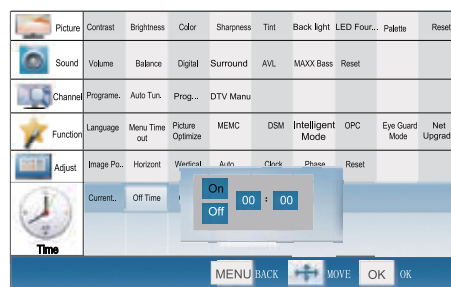 Picture Contrast Brightness Color Sharpness Tint Back light LED Four... Palette Reset
Sound Volume Balance Digital Surround AVL MAXX Bass Reset
Channel Programe. Auto Tun. Prog... DTV Manu
Function Language Menu Time out Picture Optimize MEMC DSM Intelligent Mode OPC Eye Guard Mode Net Upgrad
Adjust Image Po.. Horizont Wertical Auto Clock Phase Reset
Time Current.. Off Time
On 00 : 00
Off
MENU BACK MOVE OK OK